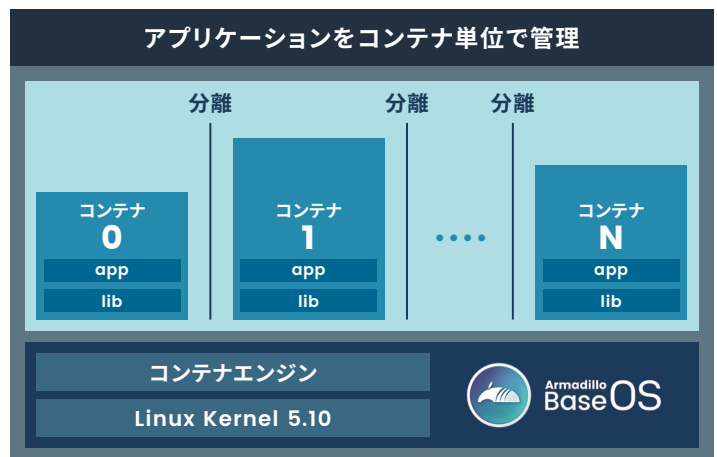 アプリケーションをコンテナ単位で管理
分離 分離 分離
コンテナ
0
app
lib
コンテナ
1
app
lib
コンテナ
N
app
lib
コンテナエンジン
Linux Kernel 5.10
Armadillo
Base OS